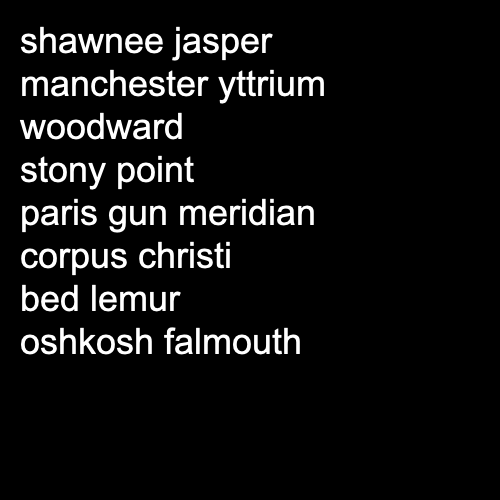 shawnee jasper
manchester yttrium
woodward
stony point
paris gun meridian
corpus christi
bed lemur
oshkosh falmouth